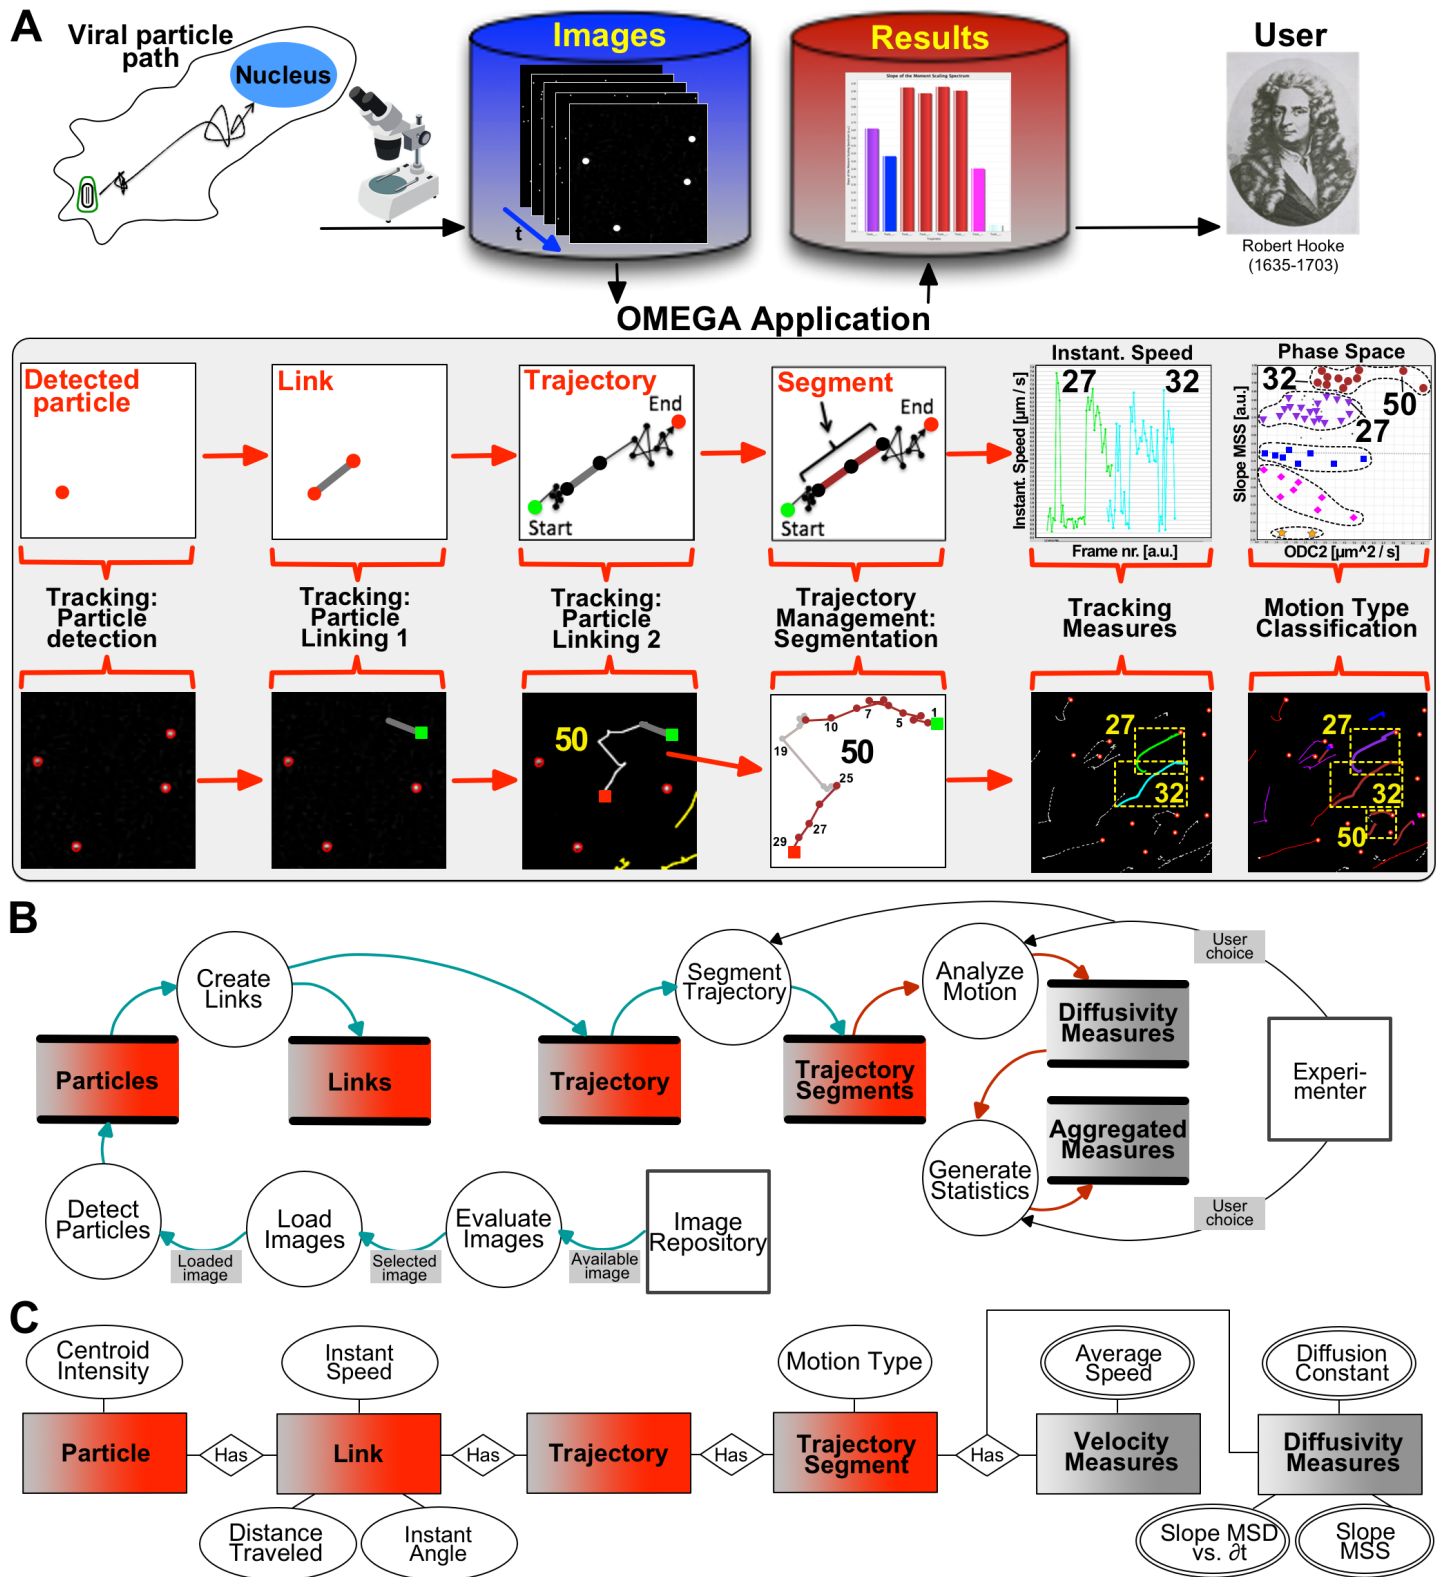 A
Viral particle
path
Nucleus
Images
t
Results
Slope of the Moment Scaling Spectrum
User
Robert Hooke
(1635-1703)
OMEGA Application
Detected
particle
Link
Trajectory
End
Start
Segment
End
Start
Instant. Speed
27
32
Instant. Speed [µm / s]
Frame nr. [a.u.]
Phase Space
32
50
27
Slope MSS [a.u.]
ODC2 [µm^2 / s]
Tracking:
Particle
detection
Tracking:
Particle
Linking 1
Tracking:
Particle
Linking 2
Trajectory
Management:
Segmentation
Tracking
Measures
Motion Type
Classification
50
1
5
7
10
19
50
25
27
29
27
32
27
32
50
B
Create
Links
Segment
Trajectory
Analyze
Motion
User
choice
Particles
Links
Trajectory
Trajectory
Segments
Diffusivity
Measures
Experi-
menter
Aggregated
Measures
Generate
Statistics
User
choice
Detect
Particles
Loaded
image
Load
Images
Selected
image
Evaluate
Images
Available
image
Image
Repository
C
Centroid
Intensity
Instant
Speed
Motion Type
Average
Speed
Diffusion
Constant
Particle
Has
Link
Has
Trajectory
Has
Trajectory
Segment
Has
Velocity
Measures
Diffusivity
Measures
Distance
Traveled
Instant
Angle
Slope MSD
vs. ∂t
Slope
MSS